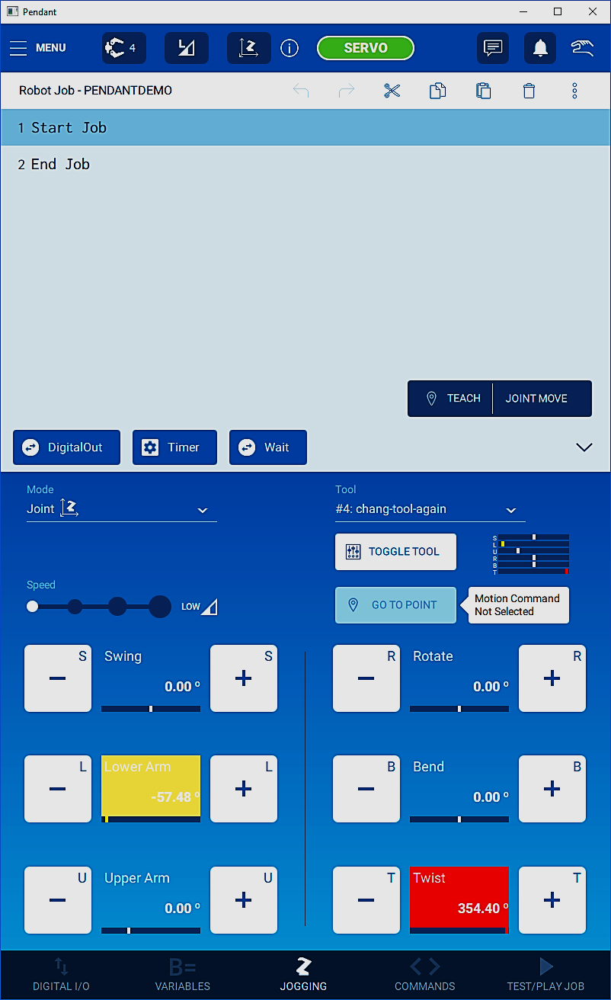 Pendant
MENU
4
SERVO
Robot Job - PENDANTDEMO
1 Start Job
2 End Job
TEACH
JOINT MOVE
DigitalOut
Timer
Wait
Mode
Joint
Tool
#4: chang-tool-again
TOGGLE TOOL
S
L
U
R
B
T
Speed
LOW
GO TO POINT
Motion Command
Not Selected
S
Swing
0.00 º
S
R
Rotate
0.00 º
R
L
Lower Arm
-57.48 º
L
B
Bend
0.00 º
B
U
Upper Arm
0.00 º
U
T
Twist
354.40 º
T
DIGITAL I/O
B=
VARIABLES
JOGGING
COMMANDS
TEST/PLAY JOB